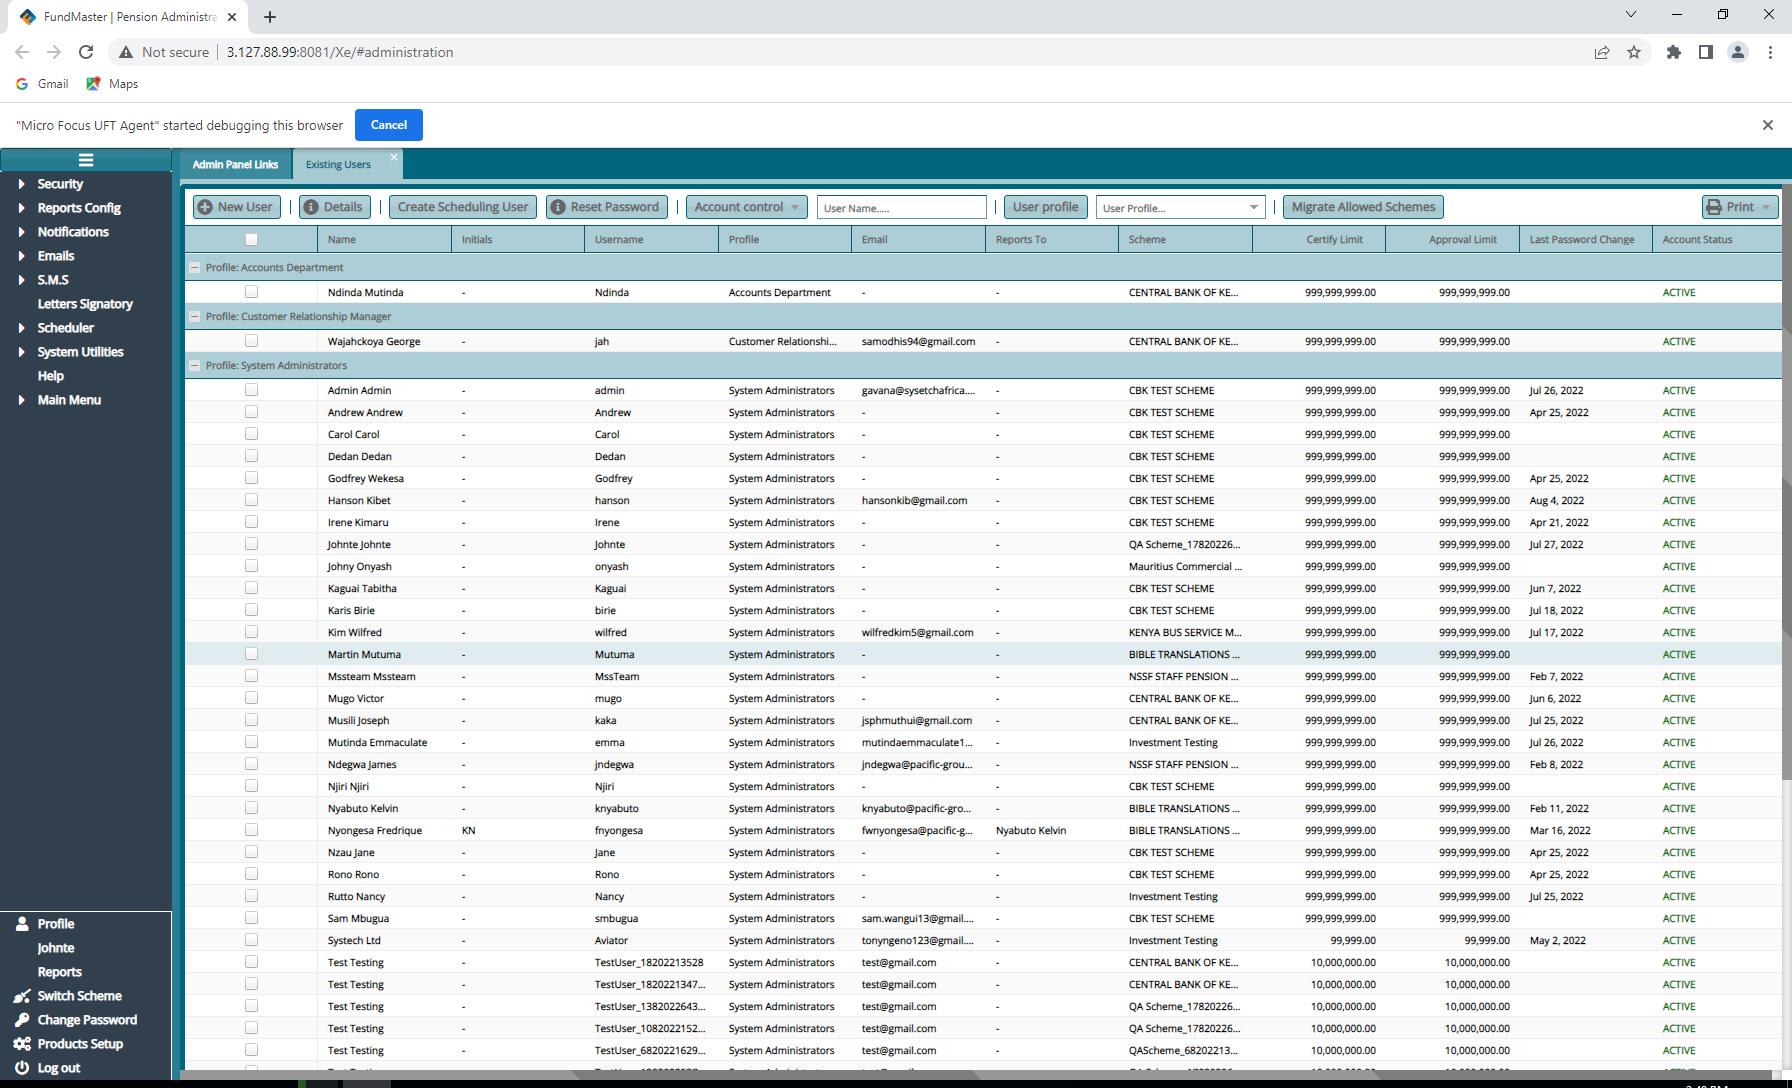 FundMaster | Pension Administra
Not secure | 3.127.88.99:8081/Xe/#administration
Gmail Maps
"Micro Focus UFT Agent" started debugging this browser Cancel
Admin Panel Links Existing Users
Security
Reports Config
Notifications
Emails
S.M.S
Letters Signatory
Scheduler
System Utilities
Help
Main Menu
Profile
Johnte
Reports
Switch Scheme
Change Password
Products Setup
Log out
New User | Details | Create Scheduling User Reset Password | Account control User Name..... | User profile User Profile... | Migrate Allowed Schemes Print
Name Initials Username Profile Email Reports To Scheme Certify Limit Approval Limit Last Password Change Account Status
Profile: Accounts Department
Ndinda Mutinda - Ndinda Accounts Department - - CENTRAL BANK OF KE... 999,999,999.00 999,999,999.00 ACTIVE
Profile: Customer Relationship Manager
Wajahckoya George - jah Customer Relationshi... samodhis94@gmail.com - CENTRAL BANK OF KE... 999,999,999.00 999,999,999.00 ACTIVE
Profile: System Administrators
Admin Admin - admin System Administrators gavana@sysetchafrica.... - CBK TEST SCHEME 999,999,999.00 999,999,999.00 Jul 26, 2022 ACTIVE
Andrew Andrew - Andrew System Administrators - - CBK TEST SCHEME 999,999,999.00 999,999,999.00 Apr 25, 2022 ACTIVE
Carol Carol - Carol System Administrators - - CBK TEST SCHEME 999,999,999.00 999,999,999.00 ACTIVE
Dedan Dedan - Dedan System Administrators - - CBK TEST SCHEME 999,999,999.00 999,999,999.00 ACTIVE
Godfrey Wekesa - Godfrey System Administrators - - CBK TEST SCHEME 999,999,999.00 999,999,999.00 Apr 25, 2022 ACTIVE
Hanson Kibet - hanson System Administrators hansonkib@gmail.com - CBK TEST SCHEME 999,999,999.00 999,999,999.00 Aug 4, 2022 ACTIVE
Irene Kimaru - Irene System Administrators - - CBK TEST SCHEME 999,999,999.00 999,999,999.00 Apr 21, 2022 ACTIVE
Johnte Johnte - Johnte System Administrators - - QA Scheme_17820226... 999,999,999.00 999,999,999.00 Jul 27, 2022 ACTIVE
Johny Onyash - onyash System Administrators - - Mauritius Commercial ... 999,999,999.00 999,999,999.00 ACTIVE
Kaguai Tabitha - Kaguai System Administrators - - CBK TEST SCHEME 999,999,999.00 999,999,999.00 Jun 7, 2022 ACTIVE
Karis Birie - birie System Administrators - - CBK TEST SCHEME 999,999,999.00 999,999,999.00 Jul 18, 2022 ACTIVE
Kim Wilfred - wilfred System Administrators wilfredkim5@gmail.com - KENYA BUS SERVICE M... 999,999,999.00 999,999,999.00 Jul 17, 2022 ACTIVE
Martin Mutuma - Mutuma System Administrators - - BIBLE TRANSLATIONS ... 999,999,999.00 999,999,999.00 ACTIVE
Mssteam Mssteam - MssTeam System Administrators - - NSSF STAFF PENSION ... 999,999,999.00 999,999,999.00 Feb 7, 2022 ACTIVE
Mugo Victor - mugo System Administrators - - CENTRAL BANK OF KE... 999,999,999.00 999,999,999.00 Jun 6, 2022 ACTIVE
Musili Joseph - kaka System Administrators jsphmuthui@gmail.com - CENTRAL BANK OF KE... 999,999,999.00 999,999,999.00 Jul 25, 2022 ACTIVE
Mutinda Emmaculate - emma System Administrators mutindaemmaculate1... - Investment Testing 999,999,999.00 999,999,999.00 Jul 26, 2022 ACTIVE
Ndegwa James - jndegwa System Administrators jndegwa@pacific-grou... - NSSF STAFF PENSION ... 999,999,999.00 999,999,999.00 Feb 8, 2022 ACTIVE
Njiri Njiri - Njiri System Administrators - - CBK TEST SCHEME 999,999,999.00 999,999,999.00 ACTIVE
Nyabuto Kelvin - knyabuto System Administrators knyabuto@pacific-gro... - BIBLE TRANSLATIONS ... 999,999,999.00 999,999,999.00 Feb 11, 2022 ACTIVE
Nyongesa Fredrique KN fnyongesa System Administrators fwnyongesa@pacific-g... Nyabuto Kelvin BIBLE TRANSLATIONS ... 999,999,999.00 999,999,999.00 Mar 16, 2022 ACTIVE
Nzau Jane - Jane System Administrators - - CBK TEST SCHEME 999,999,999.00 999,999,999.00 Apr 25, 2022 ACTIVE
Rono Rono - Rono System Administrators - - CBK TEST SCHEME 999,999,999.00 999,999,999.00 Apr 25, 2022 ACTIVE
Rutto Nancy - Nancy System Administrators - - Investment Testing 999,999,999.00 999,999,999.00 Jul 25, 2022 ACTIVE
Sam Mbugua - smbugua System Administrators sam.wangui13@gmail.... - CBK TEST SCHEME 999,999,999.00 999,999,999.00 ACTIVE
Systech Ltd - Aviator System Administrators tonyngeno123@gmail.... - Investment Testing 99,999.00 99,999.00 May 2, 2022 ACTIVE
Test Testing - TestUser_18202213528 System Administrators test@gmail.com - CENTRAL BANK OF KE... 10,000,000.00 10,000,000.00 ACTIVE
Test Testing - TestUser_1820221347... System Administrators test@gmail.com - CENTRAL BANK OF KE... 10,000,000.00 10,000,000.00 ACTIVE
Test Testing - TestUser_1382022643... System Administrators test@gmail.com - QA Scheme_17820226... 10,000,000.00 10,000,000.00 ACTIVE
Test Testing - TestUser_1082022152... System Administrators test@gmail.com - QA Scheme_17820226... 10,000,000.00 10,000,000.00 ACTIVE
Test Testing - TestUser_6820221629... System Administrators test@gmail.com - QAScheme_68202213... 10,000,000.00 10,000,000.00 ACTIVE